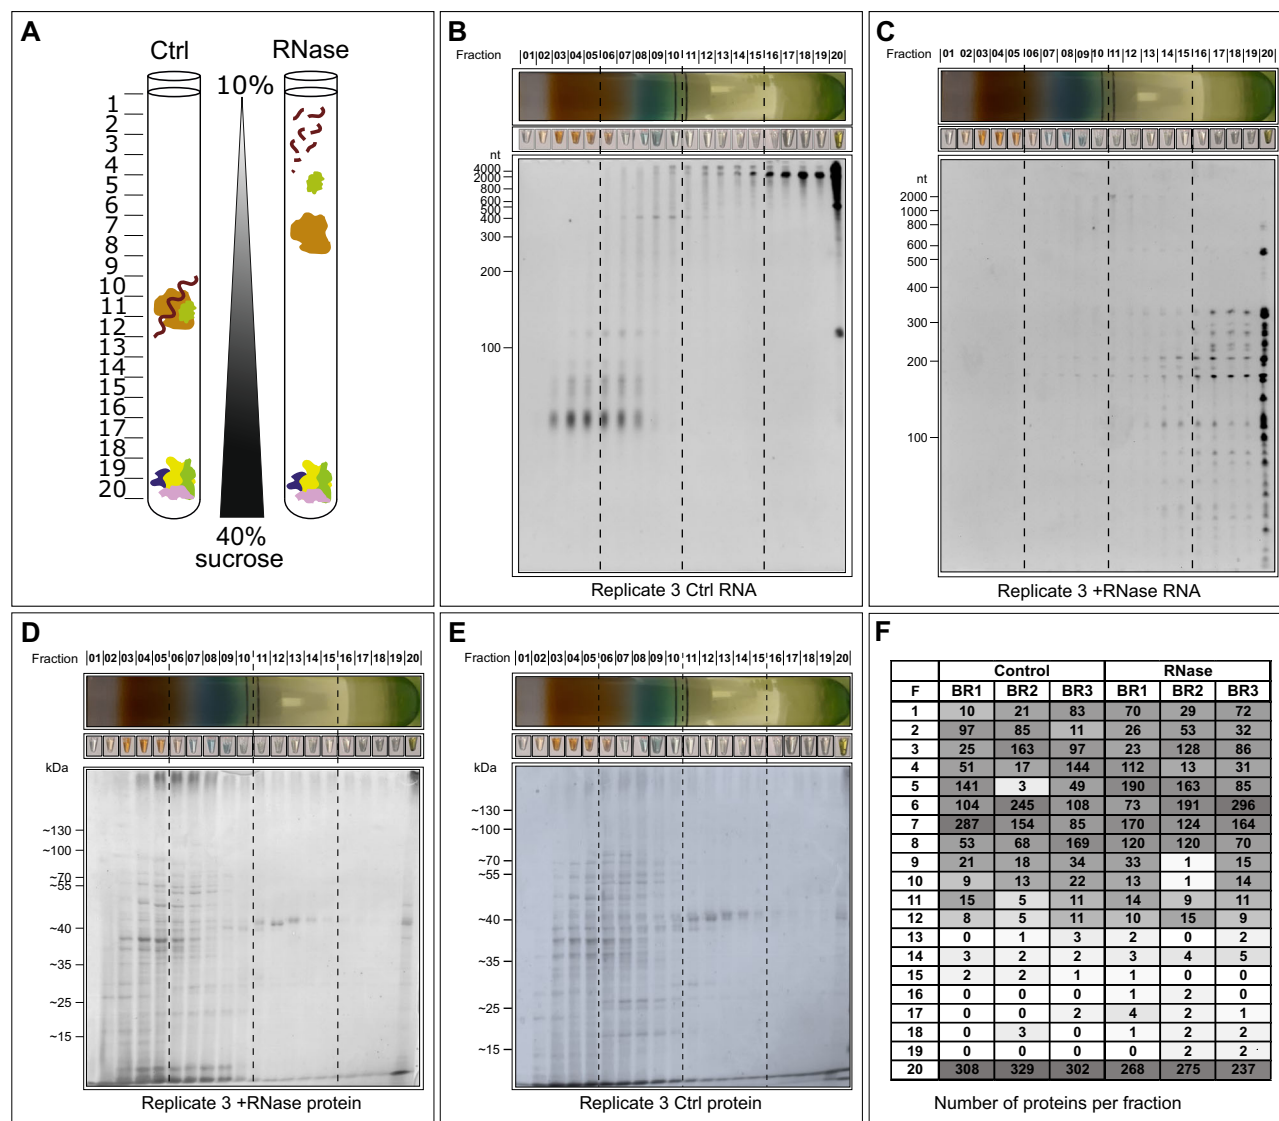 A
Ctrl
RNase
10%
1
2
3
4
5
6
7
8
9
10
11
12
13
14
15
16
17
18
19
20
40%
sucrose
B
Fraction |01|02|03|04|05|06|07|08|09|10|11|12|13|14|15|16|17|18|19|20|
nt
4000
2000
800
600
500
400
300
200
100
Replicate 3 Ctrl RNA
C
Fraction |01 02|03|04|05|06|07|08|09|10|11|12|13|14|15|16|17|18|19|20|
nt
2000
1000
800
600
500
400
300
200
100
Replicate 3 +RNase RNA
D
Fraction |01|02|03|04|05|06|07|08|09|10|11|12|13|14|15|16|17|18|19|20|
kDa
~130
~100
~70
~55
~40
~35
~25
~15
Replicate 3 +RNase protein
E
Fraction |01|02|03|04|05|06|07|08|09|10|11|12|13|14|15|16|17|18|19|20|
kDa
~130
~100
~70
~55
~40
~35
~25
~15
Replicate 3 Ctrl protein
F
Control RNase
F BR1 BR2 BR3 BR1 BR2 BR3
1 10 21 83 70 29 72
2 97 85 11 26 53 32
3 25 163 97 23 128 86
4 51 17 144 112 13 31
5 141 3 49 190 163 85
6 104 245 108 73 191 296
7 287 154 85 170 124 164
8 53 68 169 120 120 70
9 21 18 34 33 1 15
10 9 13 22 13 1 14
11 15 5 11 14 9 11
12 8 5 11 10 15 9
13 0 1 3 2 0 2
14 3 2 2 3 4 5
15 2 2 1 1 0 0
16 0 0 0 1 2 0
17 0 0 2 4 2 1
18 0 3 0 1 2 2
19 0 0 0 0 2 2
20 308 329 302 268 275 237
Number of proteins per fraction